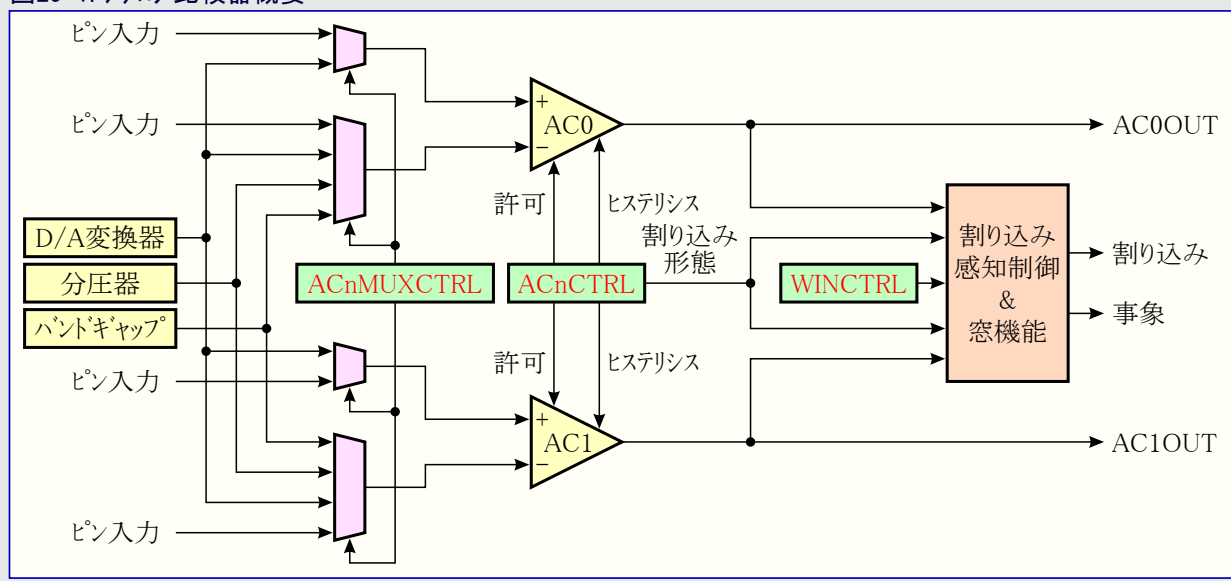 ピン入力
ピン入力
+
AC0
−
AC0OUT
許可
ヒステリシス
割り込み
形態
D/A変換器
分圧器
バンドギャップ
ACnMUXCTRL
ACnCTRL
WINCTRL
割り込み
感知制御
&
窓機能
割り込み
事象
許可
ヒステリシス
ピン入力
+
AC1
−
AC1OUT
ピン入力